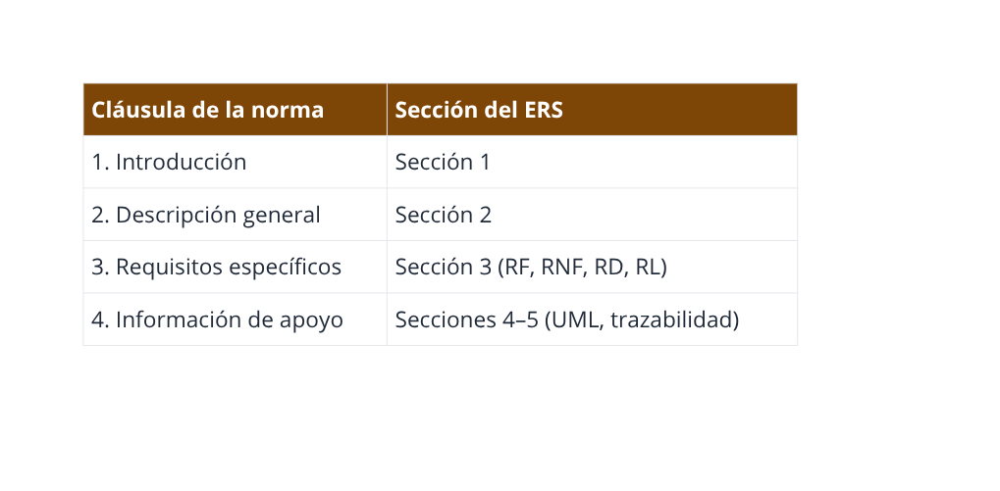 Cláusula de la norma Sección del ERS
1. Introducción Sección 1
2. Descripción general Sección 2
3. Requisitos específicos Sección 3 (RF, RNF, RD, RL)
4. Información de apoyo Secciones 4–5 (UML, trazabilidad)